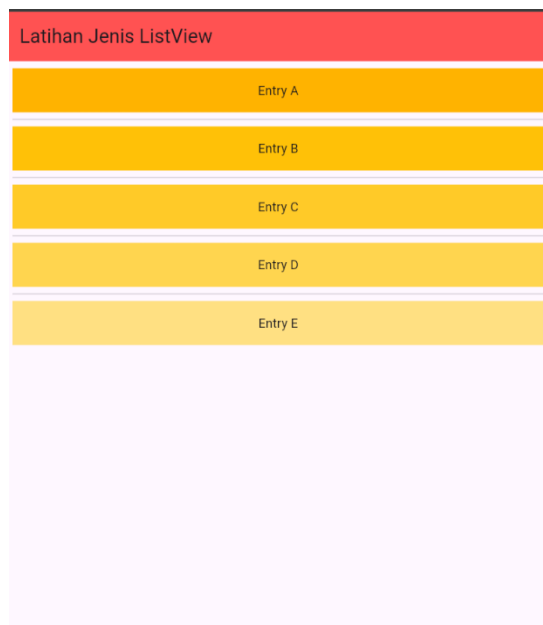 Latihan Jenis ListView
Entry A
Entry B
Entry C
Entry D
Entry E